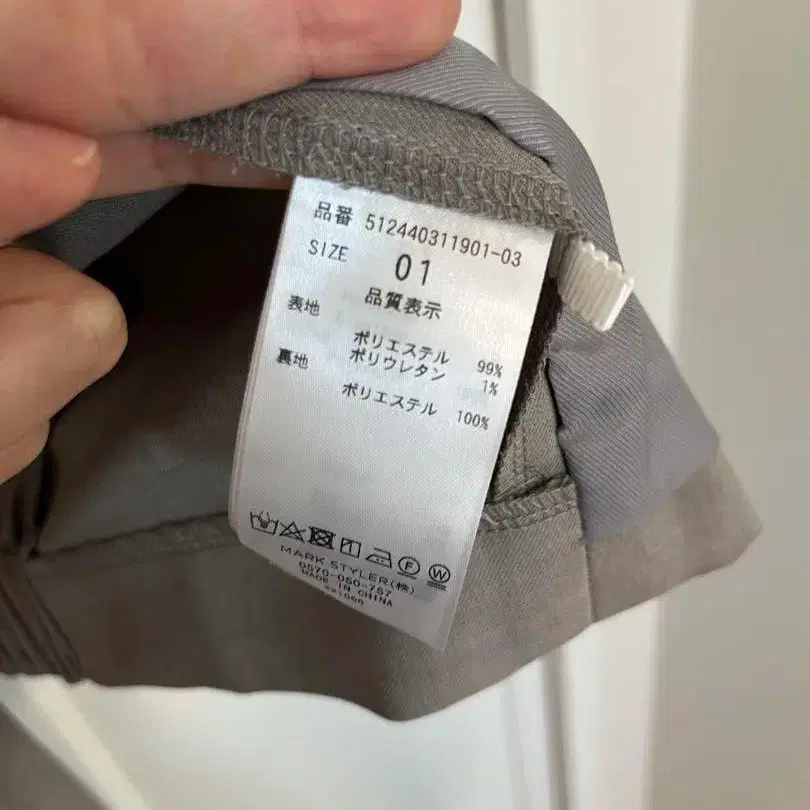 品番 512440311901-03
SIZE 01
品質表示
表地 ポリエステル 99%
ポリウレタン 1%
裏地
ポリエステル 100%
F W
MARK STYLER(株)
0570-050-757
MADE IN CHINA